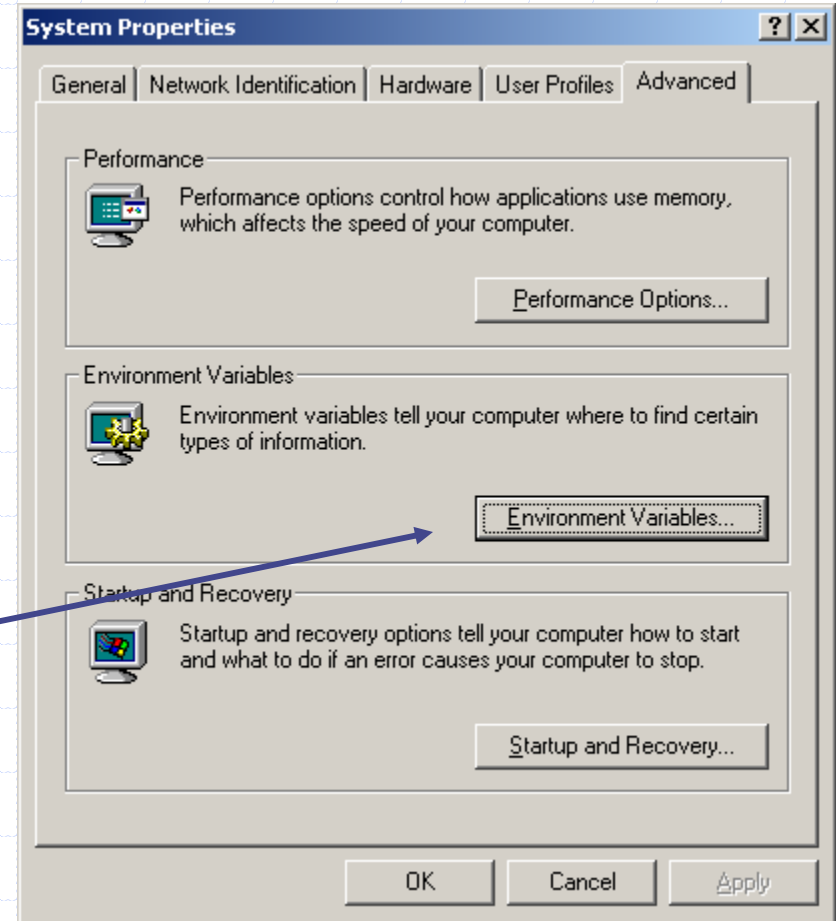 System Properties
General Network Identification Hardware User Profiles Advanced
Performance
Performance options control how applications use memory,
which affects the speed of your computer.
Performance Options...
Environment Variables
Environment variables tell your computer where to find certain
types of information.
Environment Variables...
Startup and Recovery
Startup and recovery options tell your computer how to start
and what to do if an error causes your computer to stop.
Startup and Recovery...
OK Cancel Apply